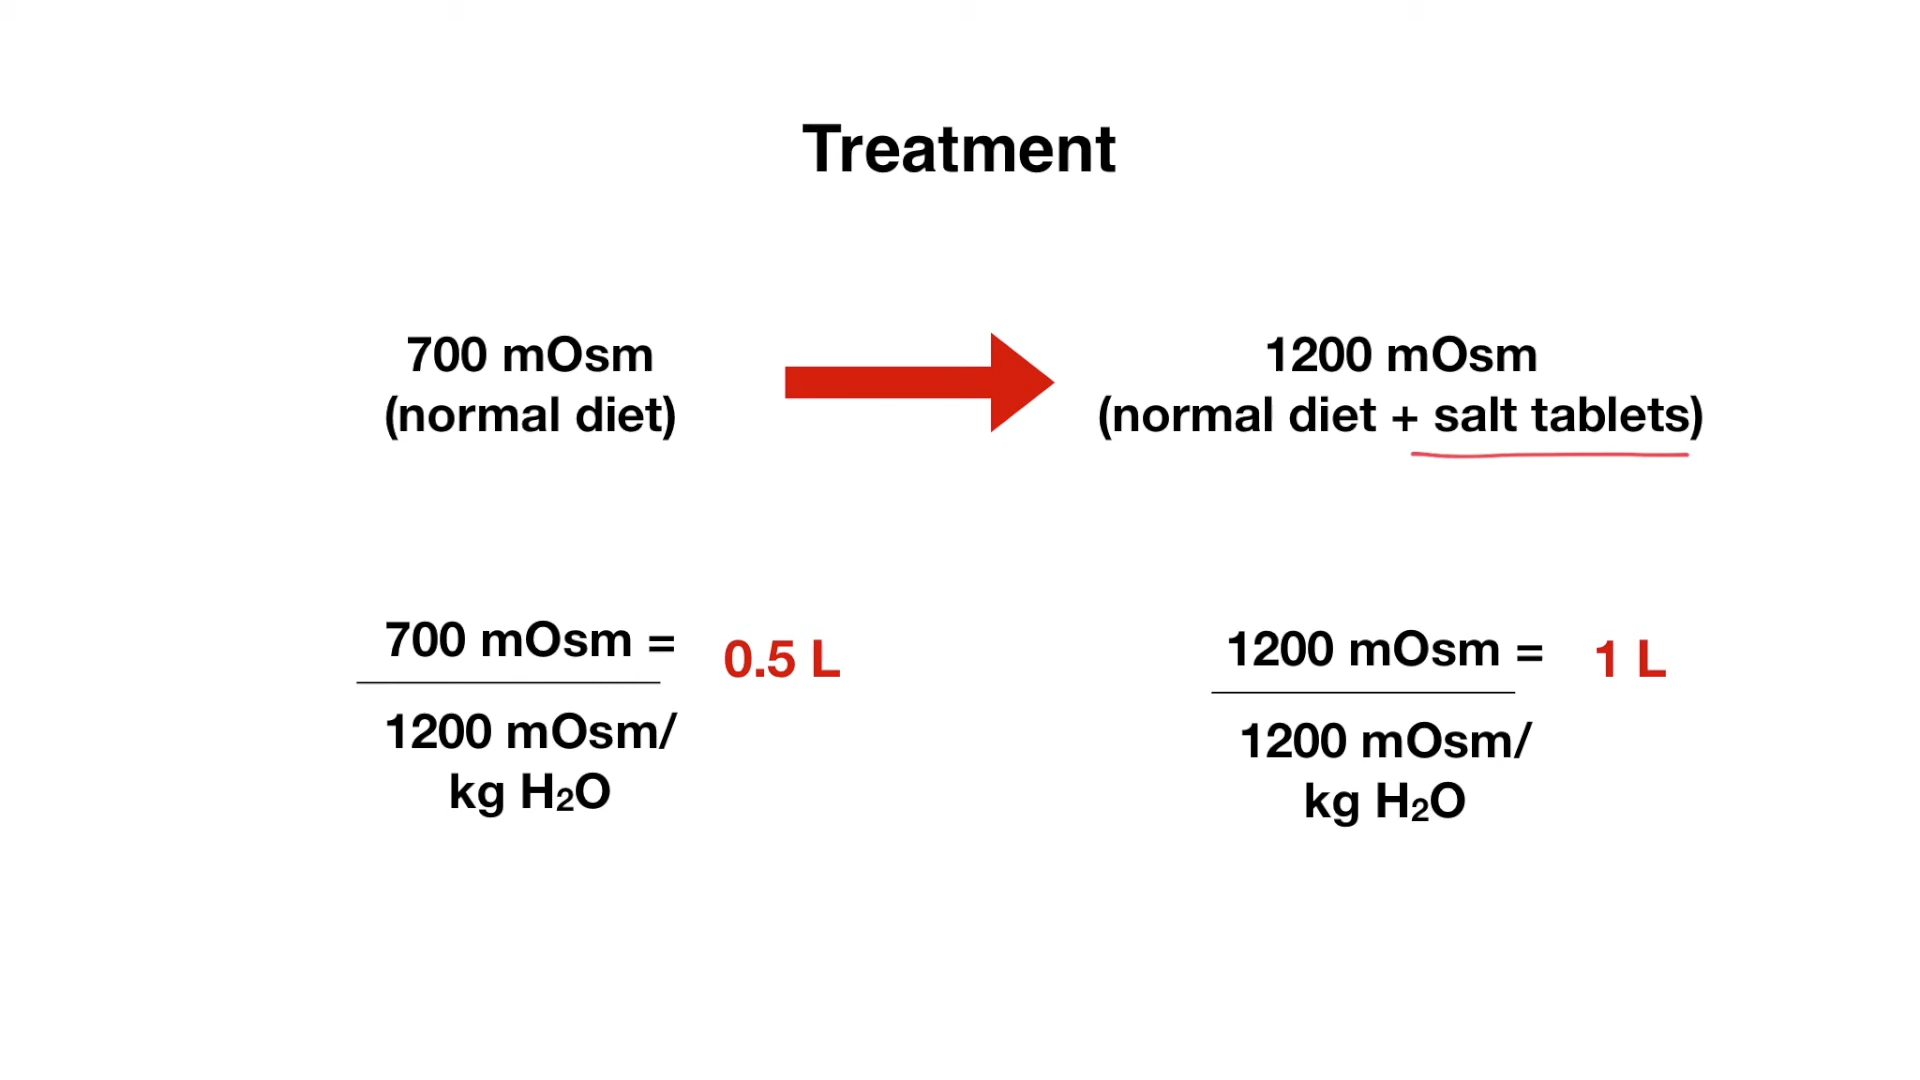 Treatment
700 mOsm
(normal diet)
1200 mOsm
(normal diet + salt tablets)
700 mOsm =
0.5 L
1200 mOsm/
kg H₂O
1200 mOsm =
1 L
1200 mOsm/
kg H₂O